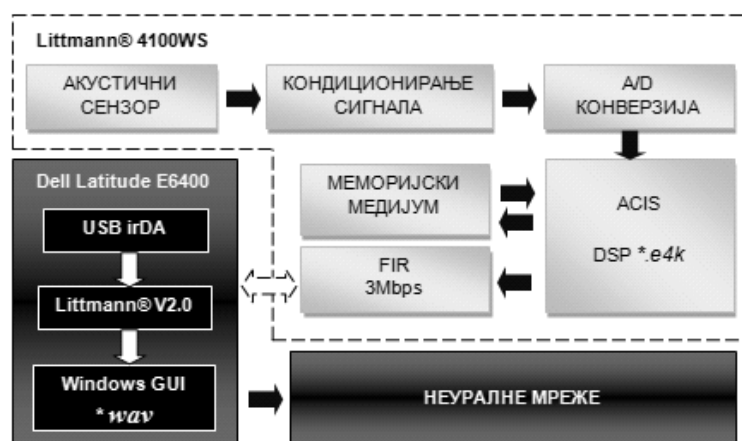 Littmann® 4100WS
АКУСТИЧНИ
СЕНЗОР
КОНДИЦИОНИРАЊЕ
СИГНАЛА
A/D
КОНВЕРЗИЈА
Dell Latitude E6400
USB irDA
Littmann® V2.0
Windows GUI
*wav
МЕМОРИЈСКИ
МЕДИЈУМ
FIR
3Mbps
ACIS
DSP *.e4k
НЕУРАЛНЕ МРЕЖЕ